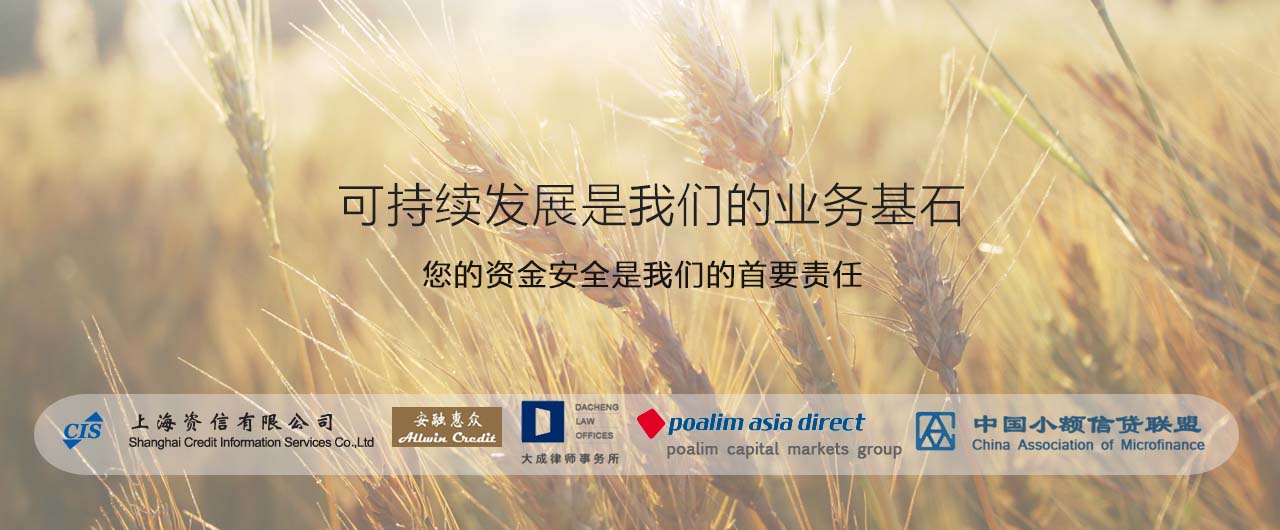 可持续发展是我们的业务基石
您的资金安全是我们的首要责任
CIS
上海资信有限公司
Shanghai Credit Information Services Co.,Ltd
安融惠众
Allwin Credit
DACHENG
LAW
OFFICES
大成律师事务所
poalim asia direct
poalim capital markets group
中国小额信贷联盟
China Association of Microfinance